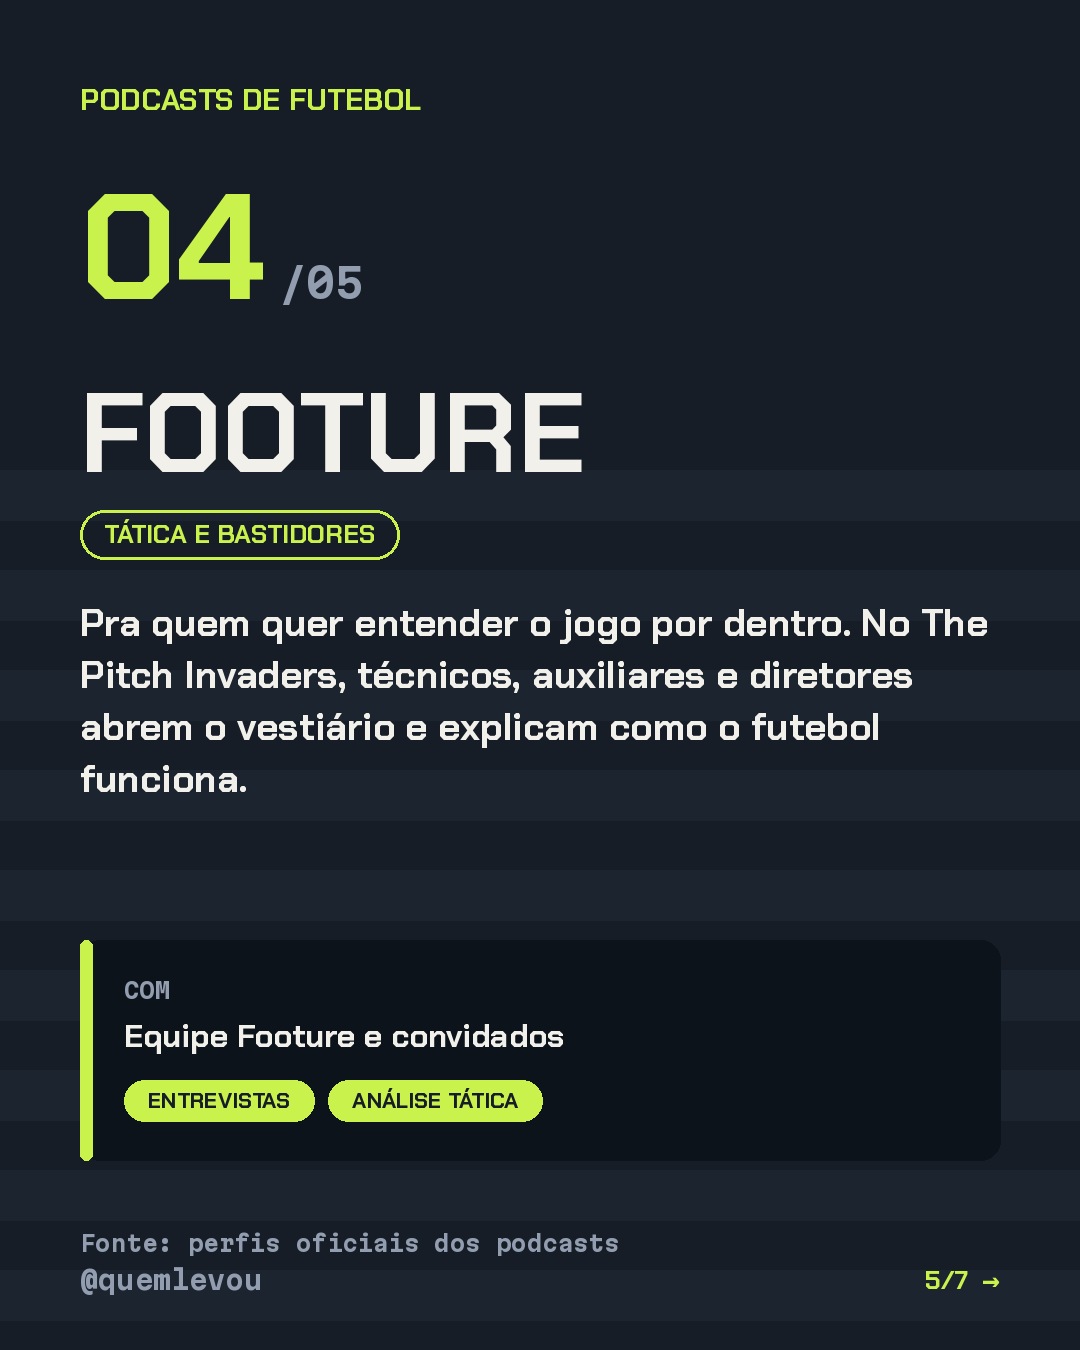 PODCASTS DE FUTEBOL
04 /05
FOOTURE
TÁTICA E BASTIDORES
Pra quem quer entender o jogo por dentro. No The
Pitch Invaders, técnicos, auxiliares e diretores
abrem o vestiário e explicam como o futebol
funciona.
COM
Equipe Footure e convidados
ENTREVISTAS ANÁLISE TÁTICA
Fonte: perfis oficiais dos podcasts
@quemlevou 5/7 →